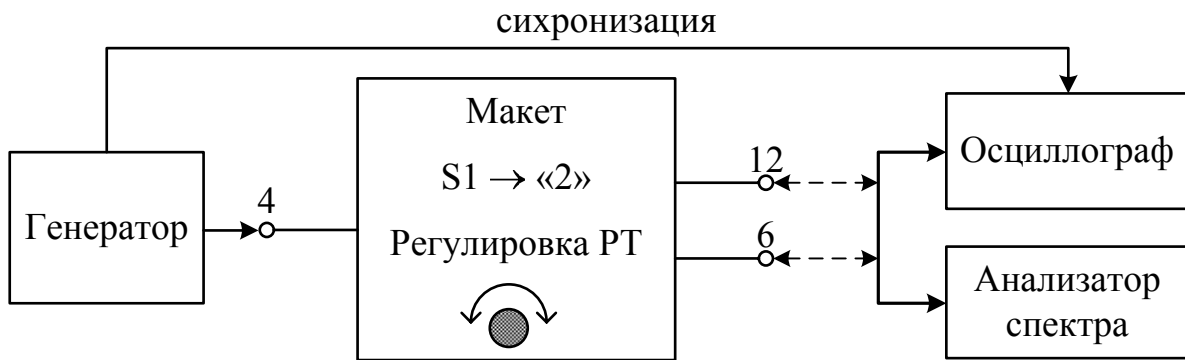 сихронизация
Генератор
4
Макет
S1 → «2»
Регулировка РТ
12
6
Осциллограф
Анализатор
спектра